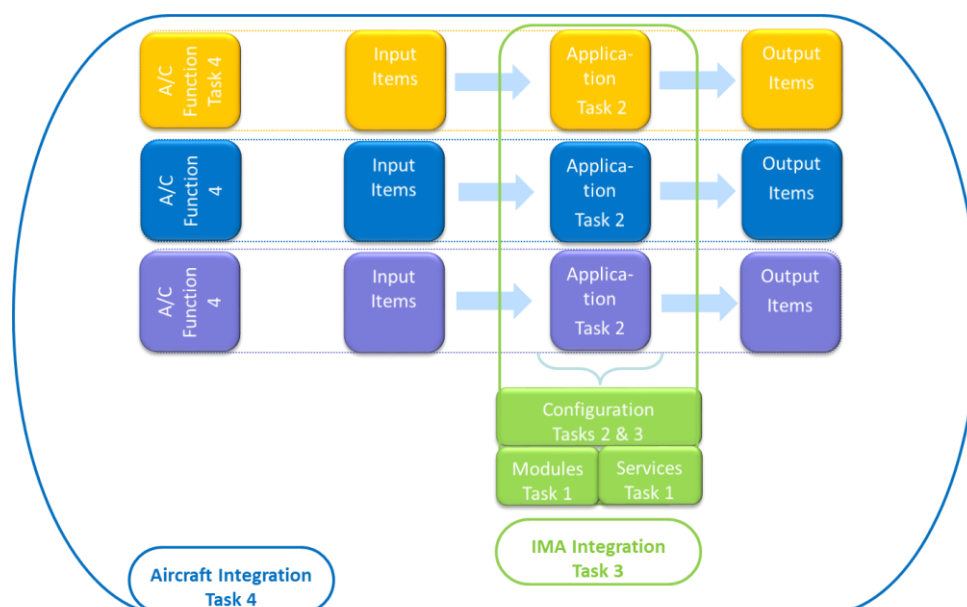 A/C
Function
Task 4
Input
Items
Applica-
tion
Task 2
Output
Items
A/C
Function
4
Input
Items
Applica-
tion
Task 2
Output
Items
A/C
Function
4
Input
Items
Applica-
tion
Task 2
Output
Items
Configuration
Tasks 2 & 3
Modules
Task 1
Services
Task 1
IMA Integration
Task 3
Aircraft Integration
Task 4